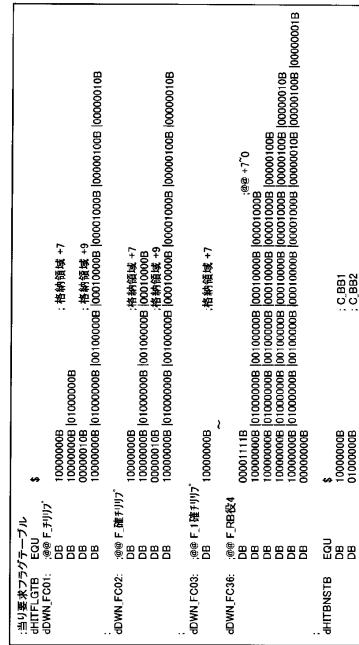 ;当り要求フラグテーブル
dHITFLGTB EQU $
dDWN_FC01: ;@@ F_チリリプ
DB 10000000B ;格納領域 +7
DB 10000000B |01000000B
DB 00000010B ;格納領域 +9
DB 10000000B |01000000B |00100000B |00010000B |00001000B |00000100B |00000010B
;
dDWN_FC02: ;@@ F_確チリリプ
DB 10000000B ;格納領域 +7
DB 10000000B |01000000B |00100000B |00010000B
DB 00000010B ;格納領域 +9
DB 10000000B |01000000B |00100000B |00010000B |00001000B |00000100B |00000010B
;
dDWN_FC03: ;@@ F_1確チリリプ
DB 10000000B ;格納領域 +7
~
dDWN_FC36: ;@@ F_RB役4
DB 00001111B ;@@ +7~0
DB 10000000B |01000000B |00100000B |00010000B |00001000B
DB 10000000B |01000000B |00100000B |00010000B |00001000B |00000100B
DB 10000000B |01000000B |00100000B |00010000B |00001000B |00000100B |00000010B
DB 10000000B |01000000B |00100000B |00010000B |00001000B |00000100B |00000010B |00000001B
DB 00000000B
;
dHITBNSTB EQU $
DB 10000000B ; C_BB1
DB 01000000B ; C_BB2